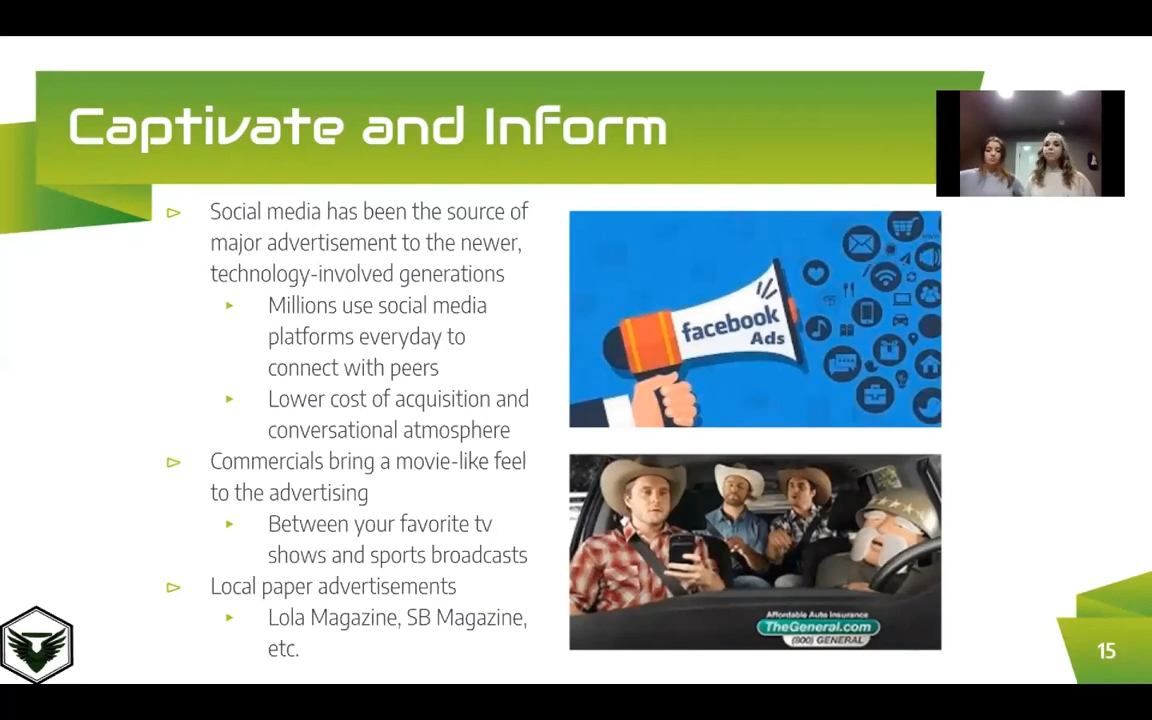 Captivate and Inform
Social media has been the source of
major advertisement to the newer,
technology-involved generations
Millions use social media
platforms everyday to
connect with peers
Lower cost of acquisition and
conversational atmosphere
Commercials bring a movie-like feel
to the advertising
Between your favorite tv
shows and sports broadcasts
Local paper advertisements
Lola Magazine, SB Magazine,
etc.
facebook
Ads
Affordable Auto Insurance
TheGeneral.com
(800) GENERAL
15